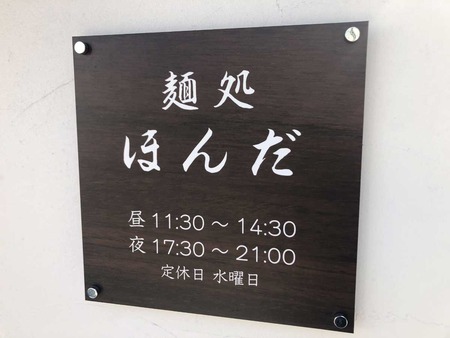 麺処
ほんだ
昼 11:30 〜 14:30
夜 17:30 〜 21:00
定休日 水曜日